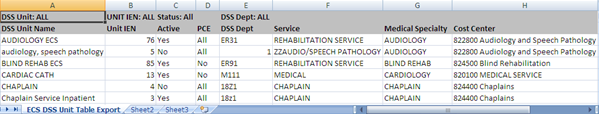 A B C D E F G H
DSS Unit: ALL UNIT IEN: ALL Status: All DSS Dept: ALL
DSS Unit Name Unit IEN Active PCE DSS Dept Service Medical Specialty Cost Center
AUDIOLOGY ECS 76 Yes All ER31 REHABILITATION SERVICE AUDIOLOGY 822800 Audiology and Speech Pathology
audiology, speech pathology 5 No All 1 ZZAUDIO/SPEECH PATHOLOGY AUDIOLOGY 822800 Audiology and Speech Pathology
BLIND REHAB ECS 85 Yes No ER91 REHABILITATION SERVICE BLIND REHAB 824500 Blind Rehabilitation
CARDIAC CATH 13 Yes No M111 MEDICAL CARDIOLOGY 820100 MEDICAL SERVICE
CHAPLAIN 4 No All 18Z1 CHAPLAIN CHAPLAIN 824400 Chaplains
Chaplain Service Inpatient 3 Yes All 18z1 CHAPLAIN CHAPLAIN 824400 Chaplains
ECS DSS Unit Table Export Sheet2 Sheet3